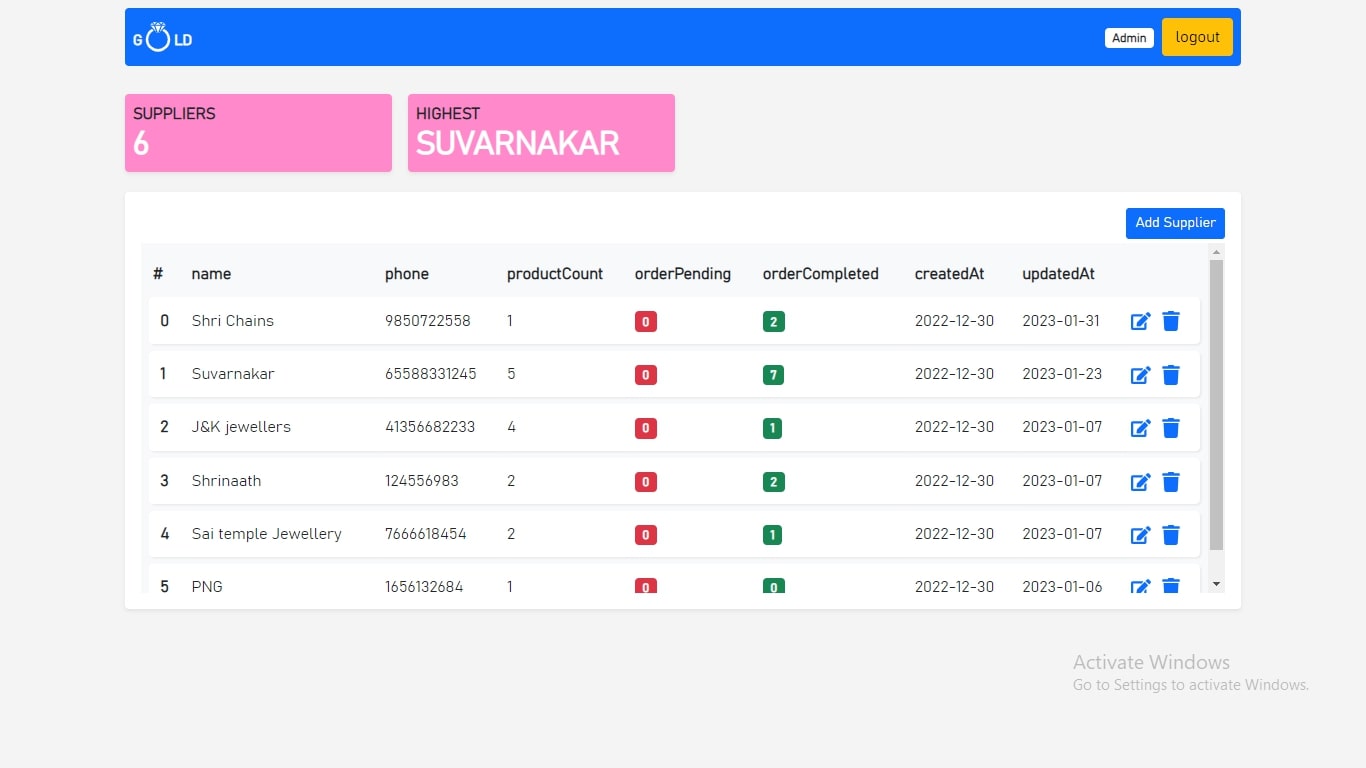 G LD Admin logout
SUPPLIERS HIGHEST
6 SUVARNAKAR
Add Supplier
# name phone productCount orderPending orderCompleted createdAt updatedAt
0 Shri Chains 9850722558 1 0 2 2022-12-30 2023-01-31
1 Suvarnakar 65588331245 5 0 7 2022-12-30 2023-01-23
2 J&K jewellers 41356682233 4 0 1 2022-12-30 2023-01-07
3 Shrinaath 124556983 2 0 2 2022-12-30 2023-01-07
4 Sai temple Jewellery 7666618454 2 0 1 2022-12-30 2023-01-07
5 PNG 1656132684 1 0 0 2022-12-30 2023-01-06
Activate Windows
Go to Settings to activate Windows.